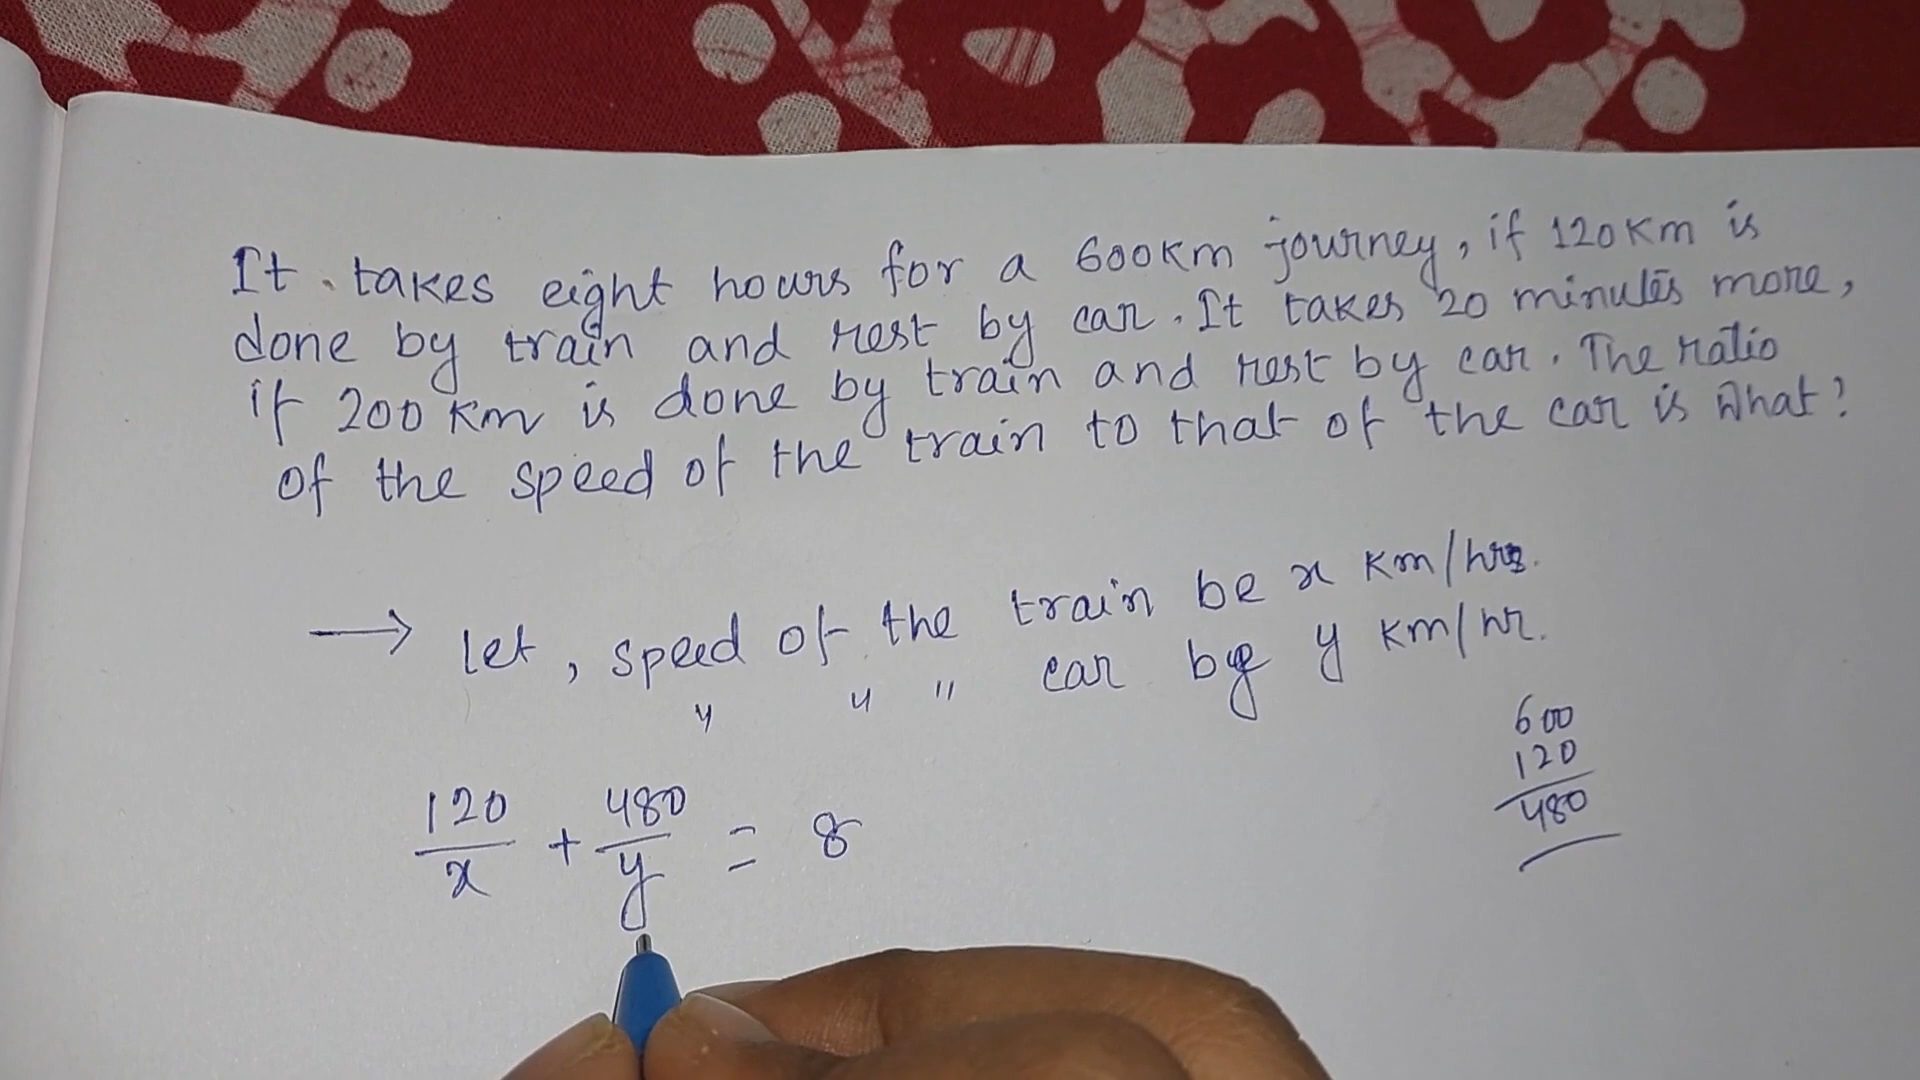 It takes eight hours for a 600km journey, if 120km is
done by train and rest by car. It takes 20 minutes more,
if 200 km is done by train and rest by car. The ratio
of the speed of the train to that of the car is What?
→ let, speed of the train be x km/hrs.
" " " car be y km/hr.
600
120
480
120/x + 480/y = 8